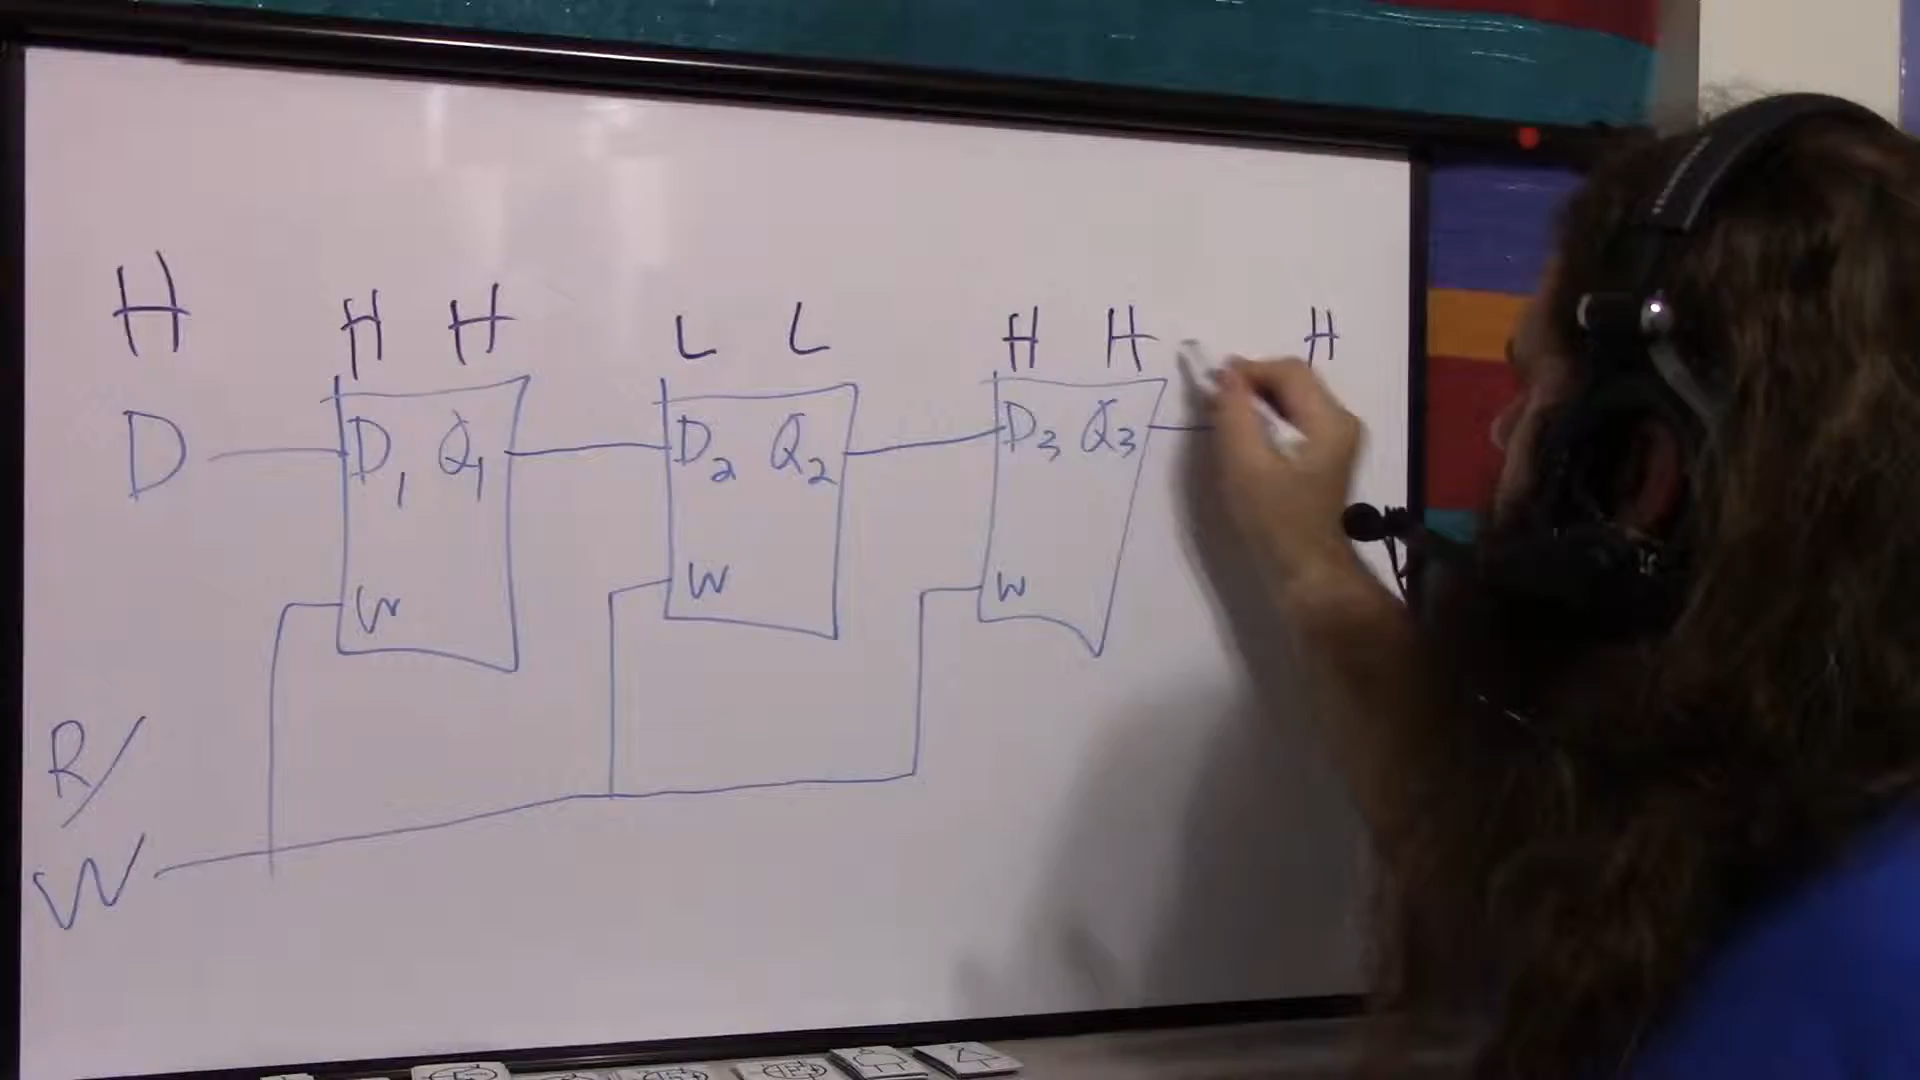 H H H L L H H H
D D1 Q1 D2 Q2 D3 Q3
W W W
R/
W